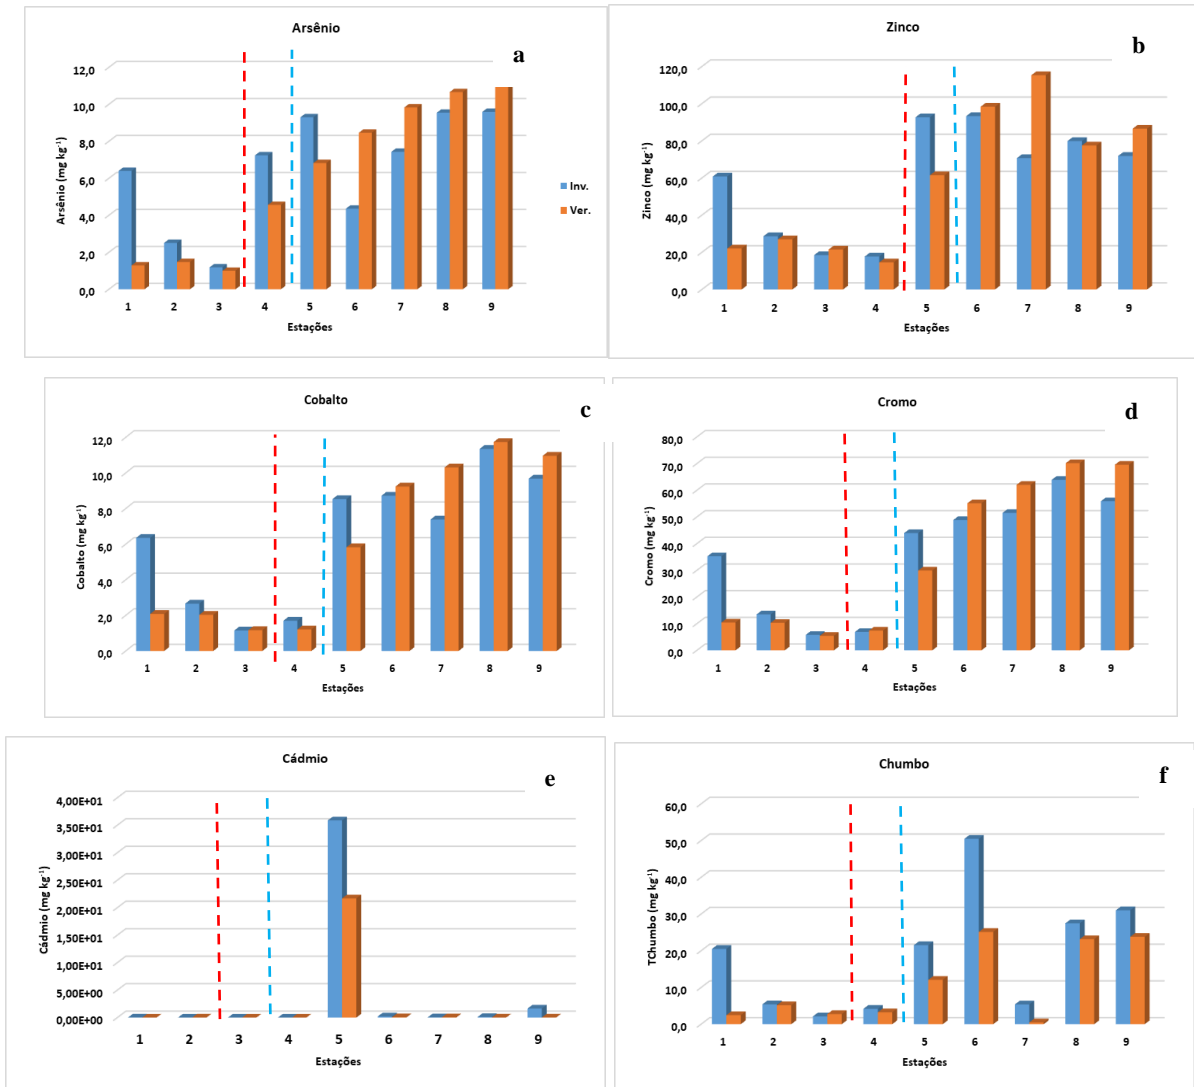 Arsênio
a
Arsênio (mg kg⁻¹)
12,0
10,0
8,0
6,0
4,0
2,0
0,0
1 2 3 4 5 6 7 8 9
Estações
Inv.
Ver.
Zinco
b
Zinco (mg kg⁻¹)
120,0
100,0
80,0
60,0
40,0
20,0
0,0
1 2 3 4 5 6 7 8 9
Estações
Cobalto
c
Cobalto (mg kg⁻¹)
12,0
10,0
8,0
6,0
4,0
2,0
0,0
1 2 3 4 5 6 7 8 9
Estações
Cromo
d
Cromo (mg kg⁻¹)
80,0
70,0
60,0
50,0
40,0
30,0
20,0
10,0
0,0
1 2 3 4 5 6 7 8 9
Estações
Cádmio
e
Cádmio (mg kg⁻¹)
4,00E+01
3,50E+01
3,00E+01
2,50E+01
2,00E+01
1,50E+01
1,00E+01
5,00E+00
0,00E+00
1 2 3 4 5 6 7 8 9
Estações
Chumbo
f
TChumbo (mg kg⁻¹)
60,0
50,0
40,0
30,0
20,0
10,0
0,0
1 2 3 4 5 6 7 8 9
Estações